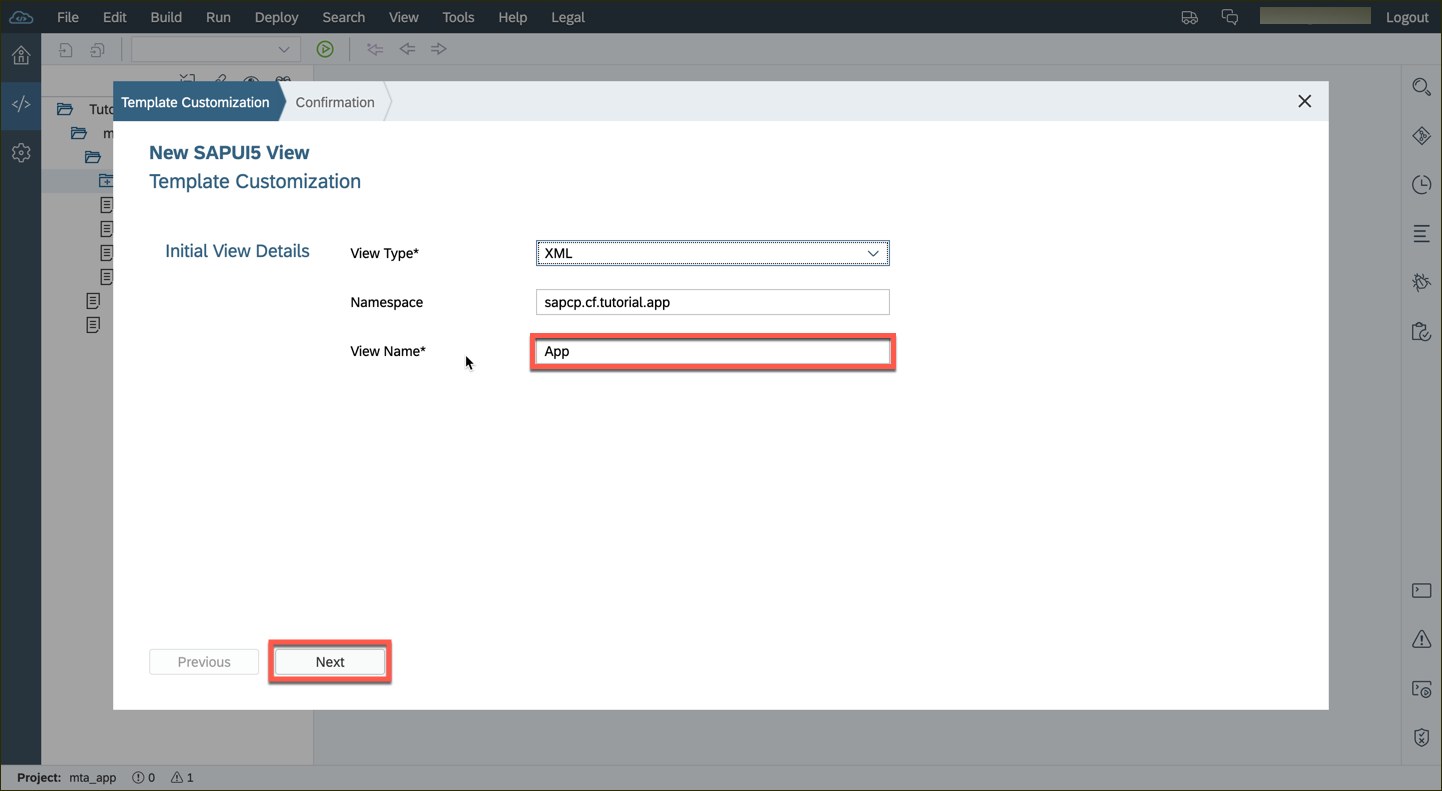 File Edit Build Run Deploy Search View Tools Help Legal Logout
Template Customization Confirmation
New SAPUI5 View
Template Customization
Initial View Details View Type* XML
Namespace sapcp.cf.tutorial.app
View Name* App
Previous Next
Project: mta_app 0 1